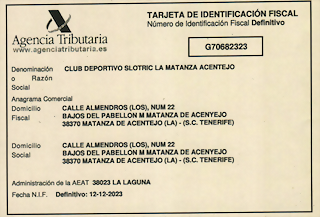 Agencia Tributaria
www.agenciatributaria.es
TARJETA DE IDENTIFICACIÓN FISCAL
Número de Identificación Fiscal Definitivo
G70682323
Denominación CLUB DEPORTIVO SLOTRIC LA MATANZA ACENTEJO
o Razón
Social
Anagrama Comercial
Domicilio CALLE ALMENDROS (LOS), NUM 22
Fiscal BAJOS DEL PABELLON M MATANZA DE ACENYEJO
38370 MATANZA DE ACENTEJO (LA) - (S.C. TENERIFE)
Domicilio CALLE ALMENDROS (LOS), NUM 22
Social BAJOS DEL PABELLON M MATANZA DE ACENYEJO
38370 MATANZA DE ACENTEJO (LA) - (S.C. TENERIFE)
Administración de la AEAT 38023 LA LAGUNA
Fecha N.I.F. Definitivo: 12-12-2023